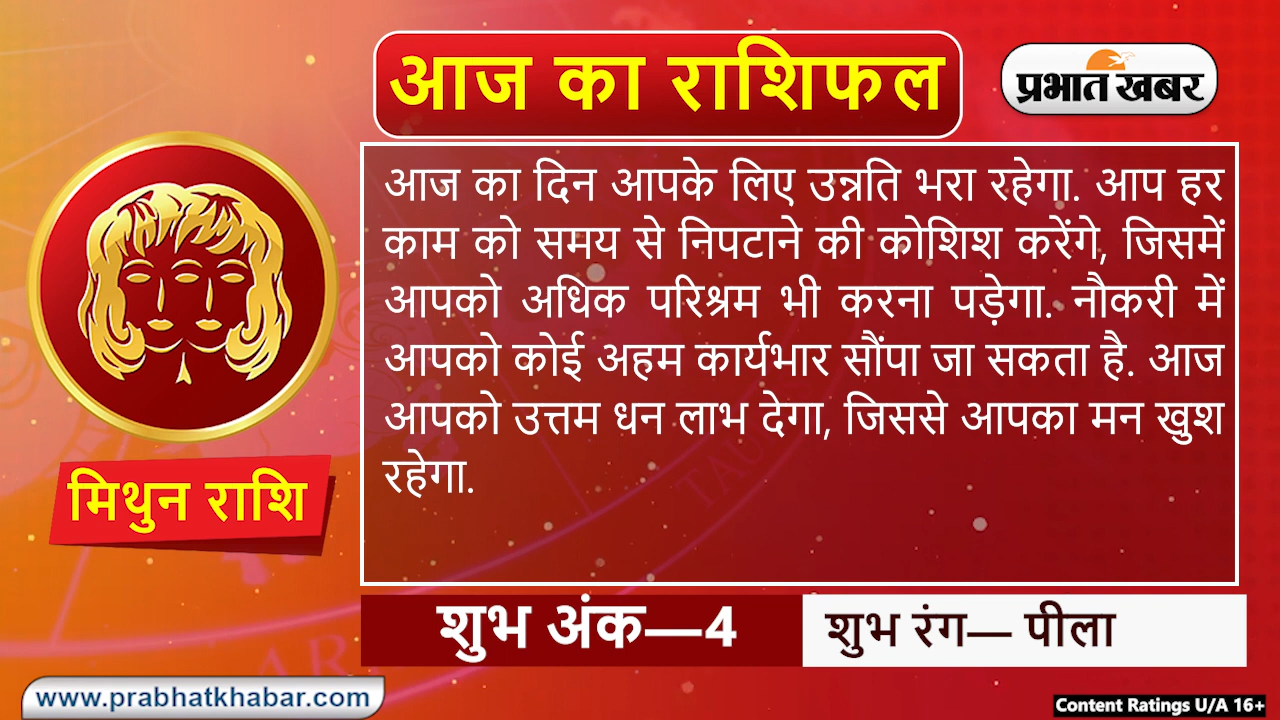 आज का राशिफल
प्रभात खबर
आज का दिन आपके लिए उन्नति भरा रहेगा. आप हर
काम को समय से निपटाने की कोशिश करेंगे, जिसमें
आपको अधिक परिश्रम भी करना पड़ेगा. नौकरी में
आपको कोई अहम कार्यभार सौंपा जा सकता है. आज
आपको उत्तम धन लाभ देगा, जिससे आपका मन खुश
रहेगा.
मिथुन राशि
शुभ अंक—4
शुभ रंग— पीला
www.prabhatkhabar.com
Content Ratings U/A 16+